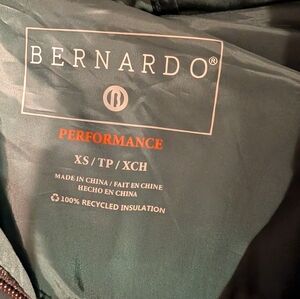 BERNARDO®
B
PERFORMANCE
XS / TP / XCH
MADE IN CHINA / FAIT EN CHINE
HECHO EN CHINA
♲ 100% RECYCLED INSULATION